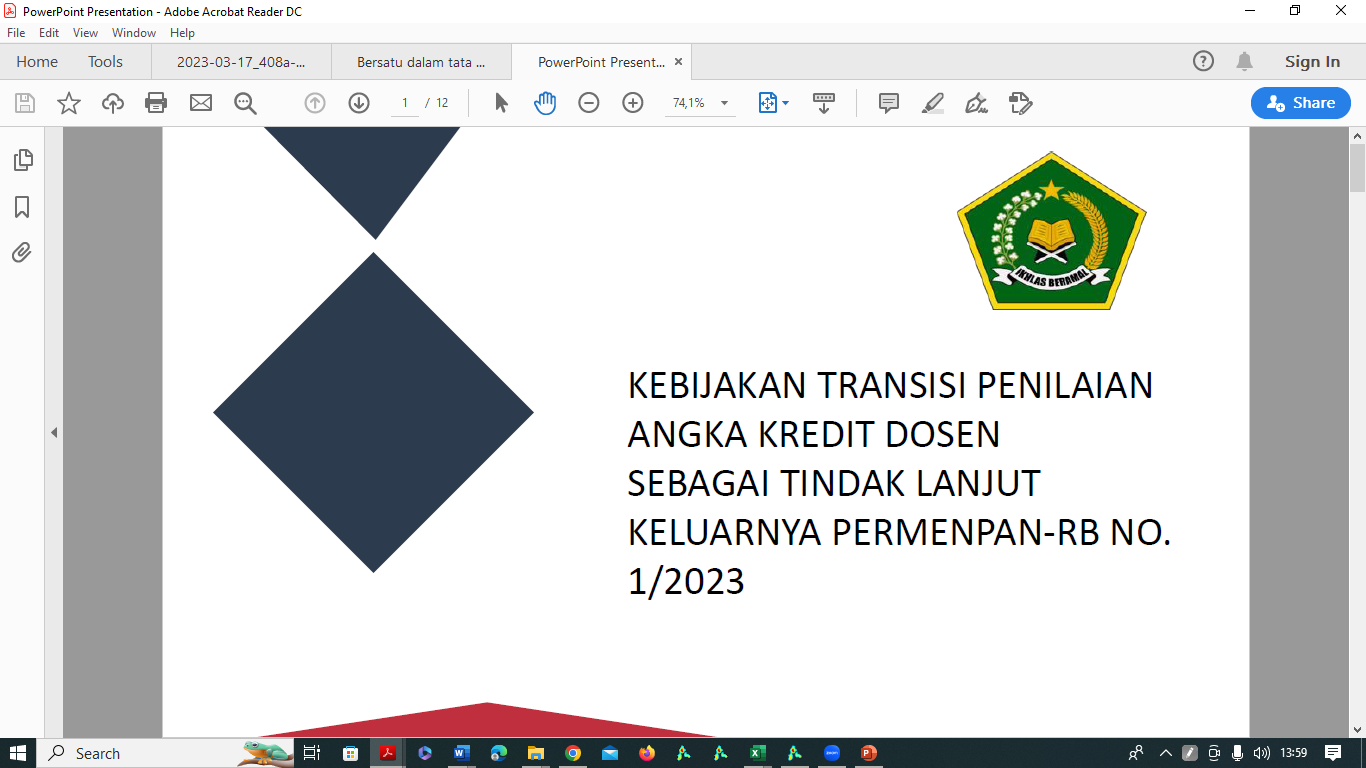 PowerPoint Presentation - Adobe Acrobat Reader DC
File Edit View Window Help
Home Tools 2023-03-17_408a-... Bersatu dalam tata ... PowerPoint Present... Sign In
1 / 12 74,1% Share
IKHLAS BERAMAL
KEBIJAKAN TRANSISI PENILAIAN
ANGKA KREDIT DOSEN
SEBAGAI TINDAK LANJUT
KELUARNYA PERMENPAN-RB NO.
1/2023
Search 13:59